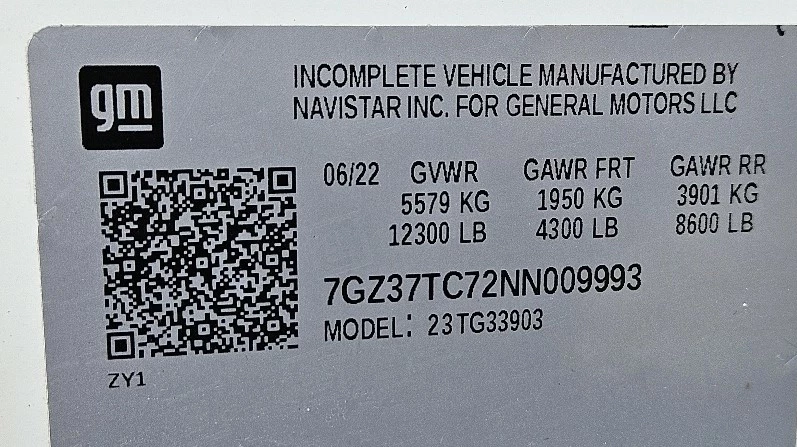 gm
INCOMPLETE VEHICLE MANUFACTURED BY
NAVISTAR INC. FOR GENERAL MOTORS LLC
06/22 GVWR GAWR FRT GAWR RR
5579 KG 1950 KG 3901 KG
12300 LB 4300 LB 8600 LB
7GZ37TC72NN009993
MODEL: 23TG33903
ZY1